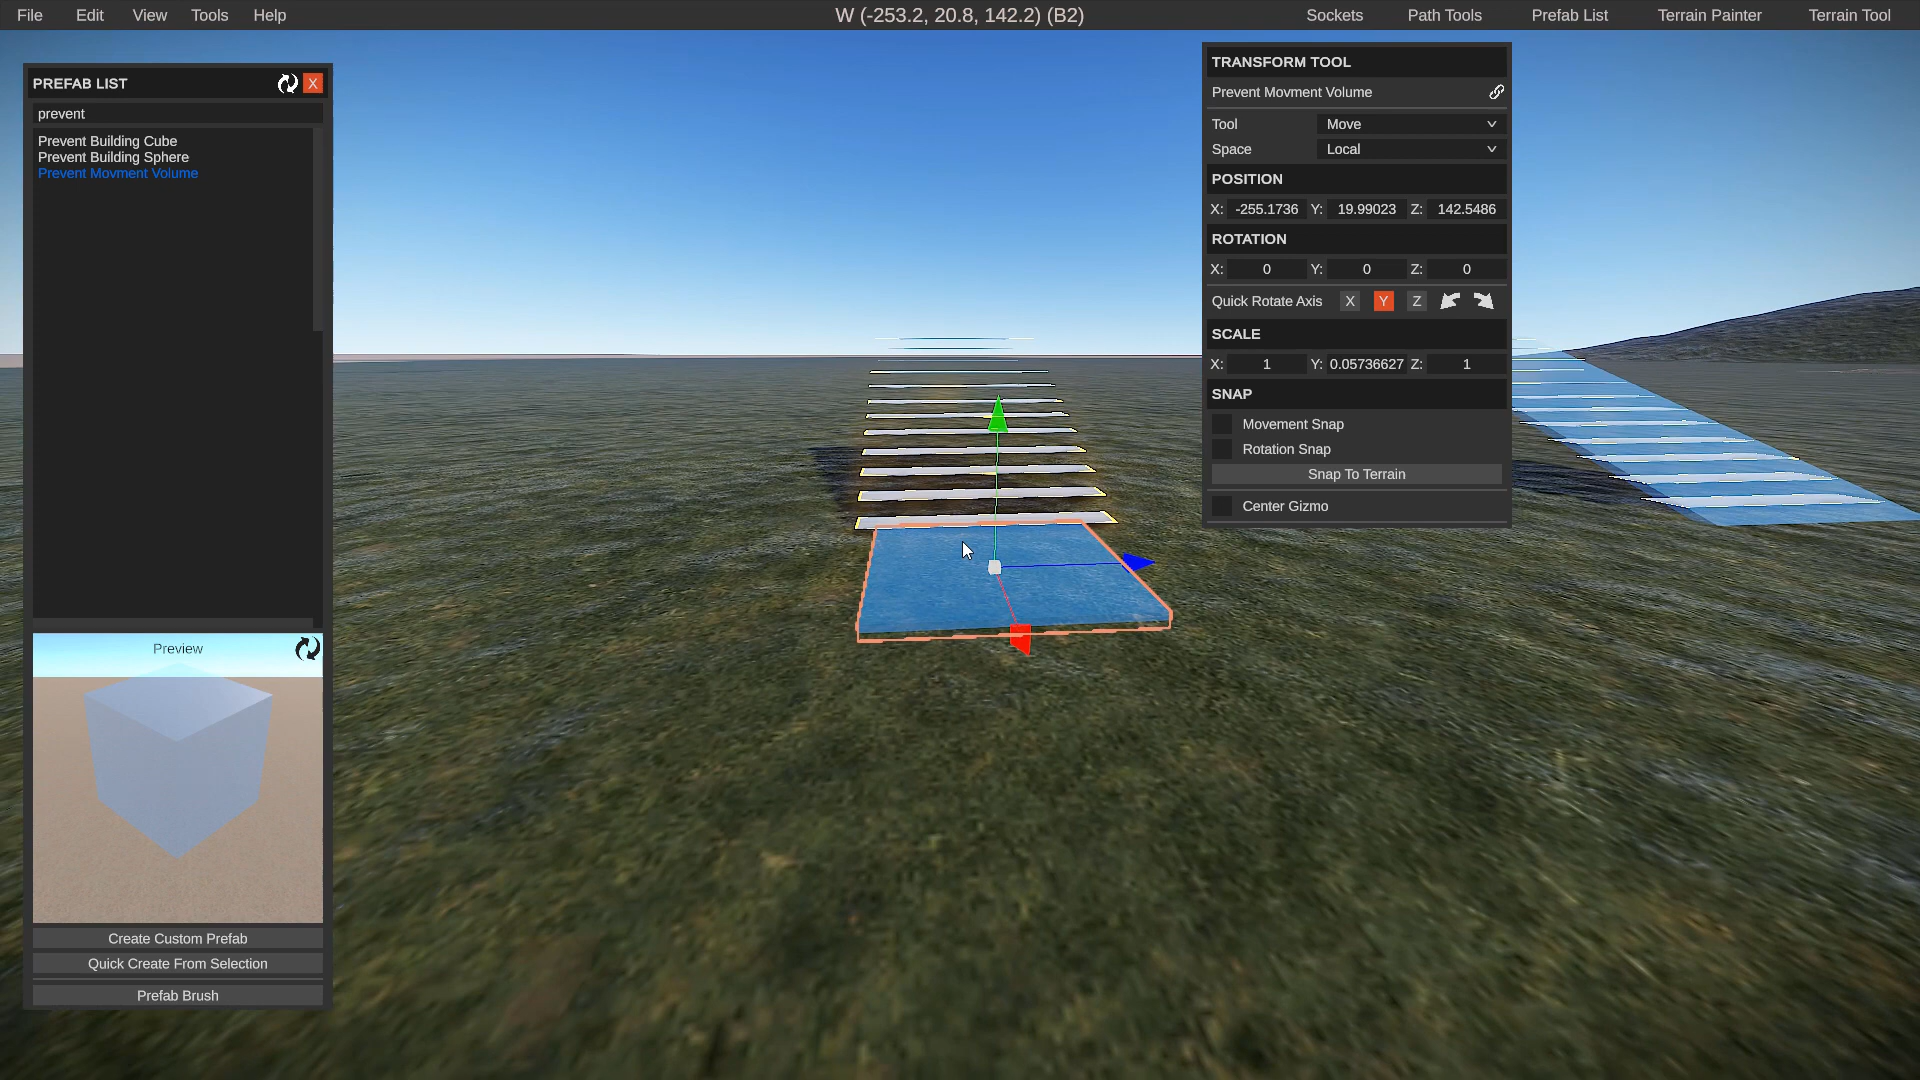 File Edit View Tools Help W (-253.2, 20.8, 142.2) (B2) Sockets Path Tools Prefab List Terrain Painter Terrain Tool
PREFAB LIST X
prevent
Prevent Building Cube
Prevent Building Sphere
Prevent Movment Volume
Preview
Create Custom Prefab
Quick Create From Selection
Prefab Brush
TRANSFORM TOOL
Prevent Movment Volume
Tool Move
Space Local
POSITION
X: -255.1736 Y: 19.99023 Z: 142.5486
ROTATION
X: 0 Y: 0 Z: 0
Quick Rotate Axis X Y Z
SCALE
X: 1 Y: 0.05736627 Z: 1
SNAP
Movement Snap
Rotation Snap
Snap To Terrain
Center Gizmo